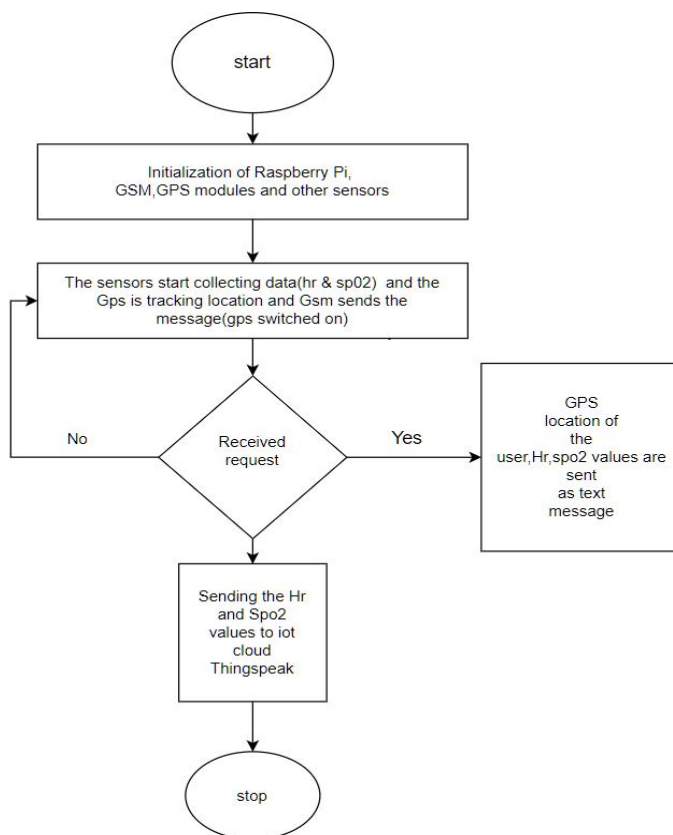 start
Initialization of Raspberry Pi,
GSM,GPS modules and other sensors
The sensors start collecting data(hr & sp02) and the
Gps is tracking location and Gsm sends the
message(gps switched on)
No
Received
request
Yes
GPS
location of
the
user,Hr,spo2 values are
sent
as text
message
Sending the Hr
and Spo2
values to iot
cloud
Thingspeak
stop